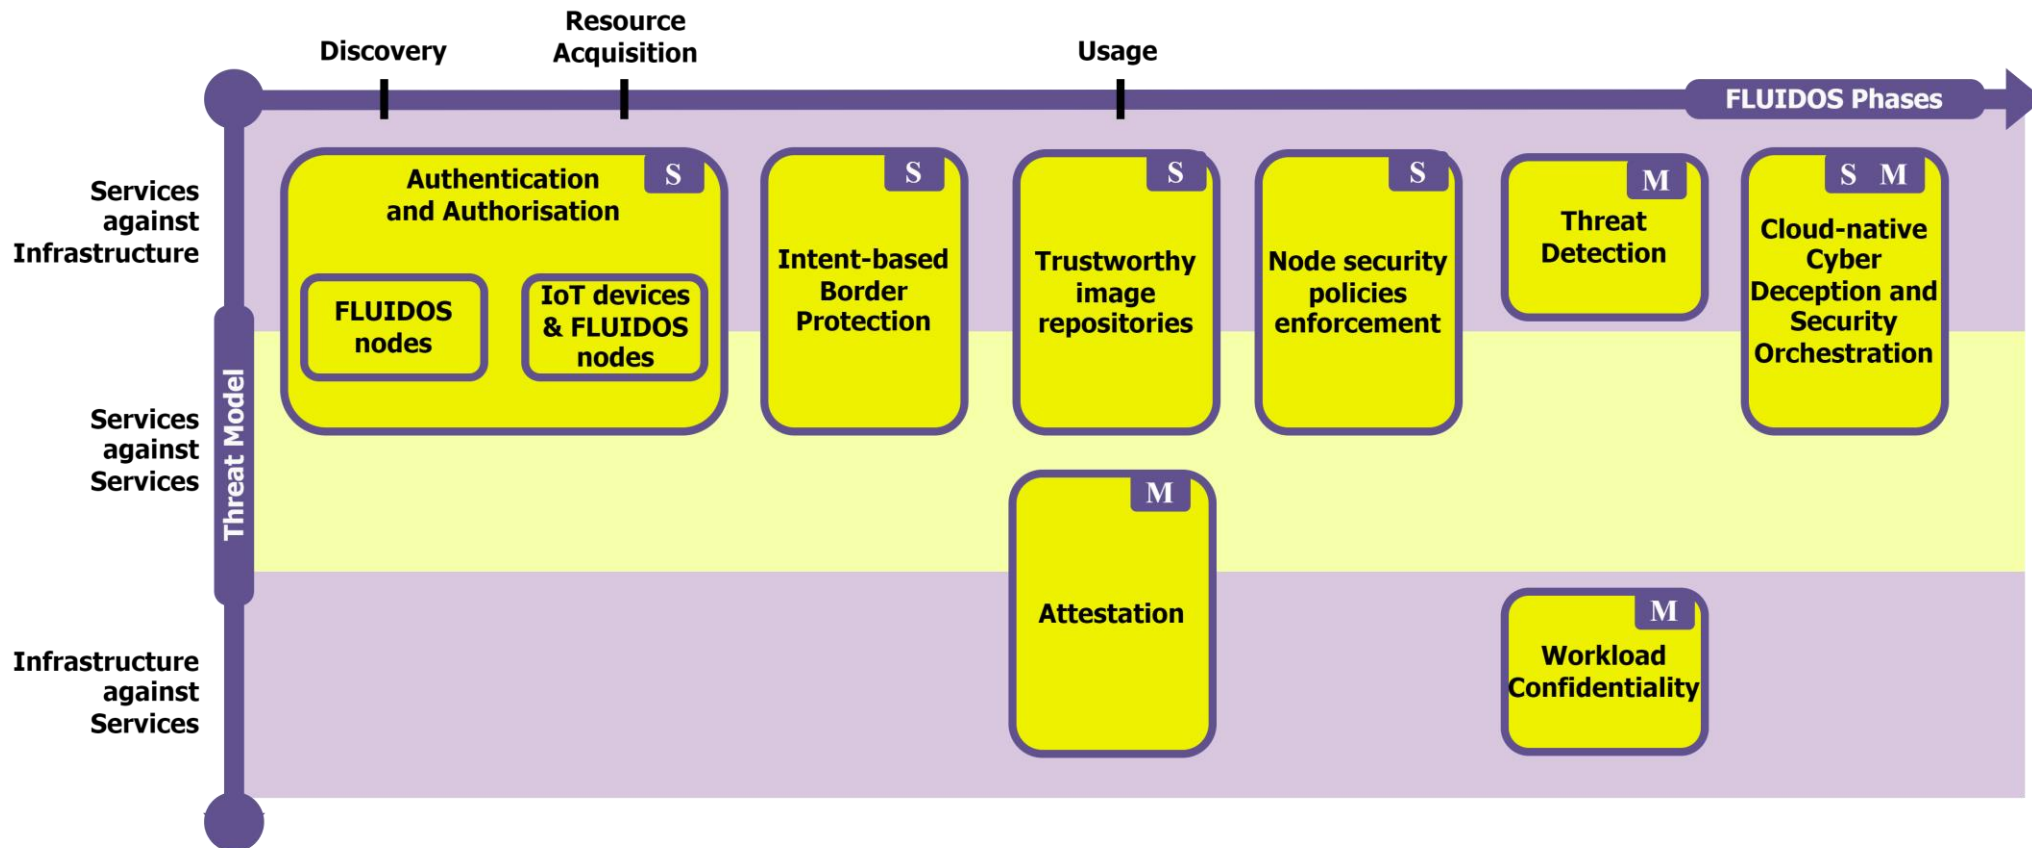 Discovery
Resource
Acquisition
Usage
FLUIDOS Phases
Threat Model
Services
against
Infrastructure
Services
against
Services
Infrastructure
against
Services
S
Authentication
and Authorisation
FLUIDOS
nodes
IoT devices
& FLUIDOS
nodes
S
Intent-based
Border
Protection
S
Trustworthy
image
repositories
S
Node security
policies
enforcement
M
Threat
Detection
S M
Cloud-native
Cyber
Deception and
Security
Orchestration
M
Attestation
M
Workload
Confidentiality